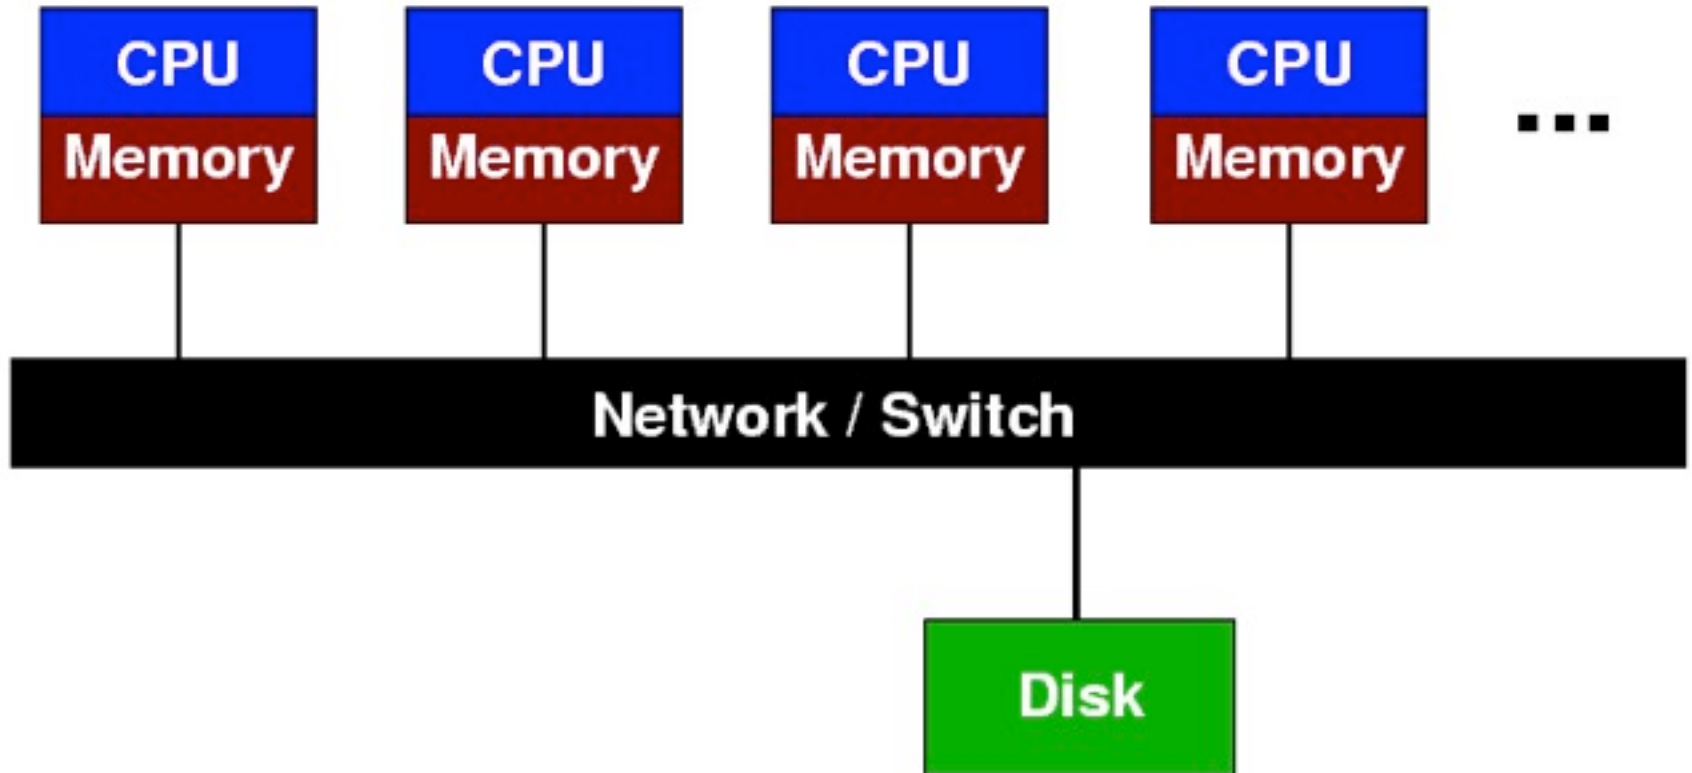 CPU CPU CPU CPU
Memory Memory Memory Memory ...
Network / Switch
Disk